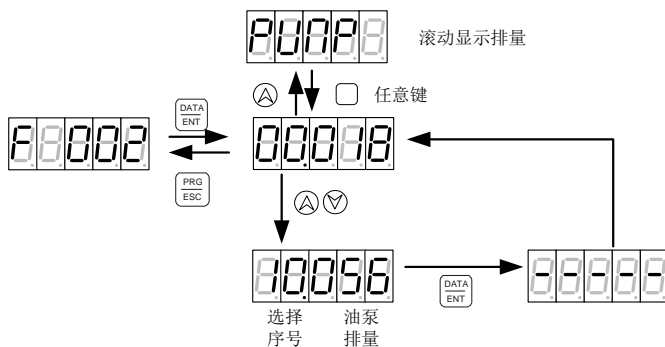 PUMP
滚动显示排量
任意键
DATA
ENT
F 002
00.018
PRG
ESC
10.056
-----
DATA
ENT
选择
序号
油泵
排量